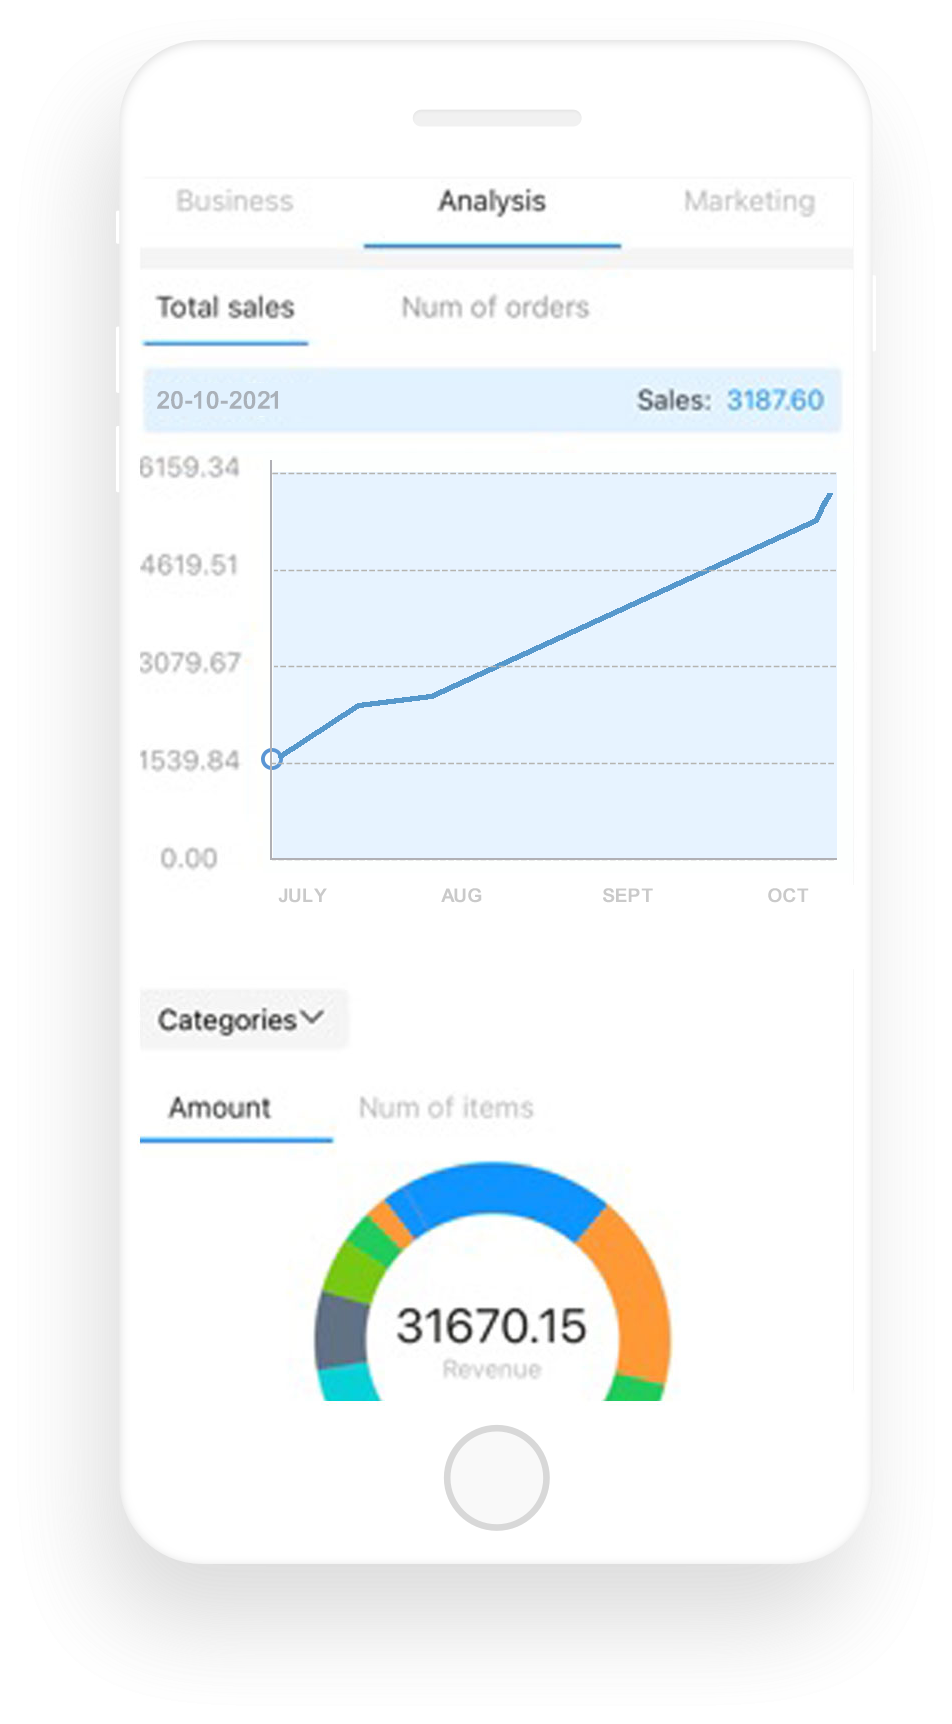 Business Analysis Marketing
Total sales Num of orders
20-10-2021 Sales: 3187.60
6159.34
4619.51
3079.67
1539.84
0.00
JULY AUG SEPT OCT
Categories
Amount Num of items
31670.15
Revenue